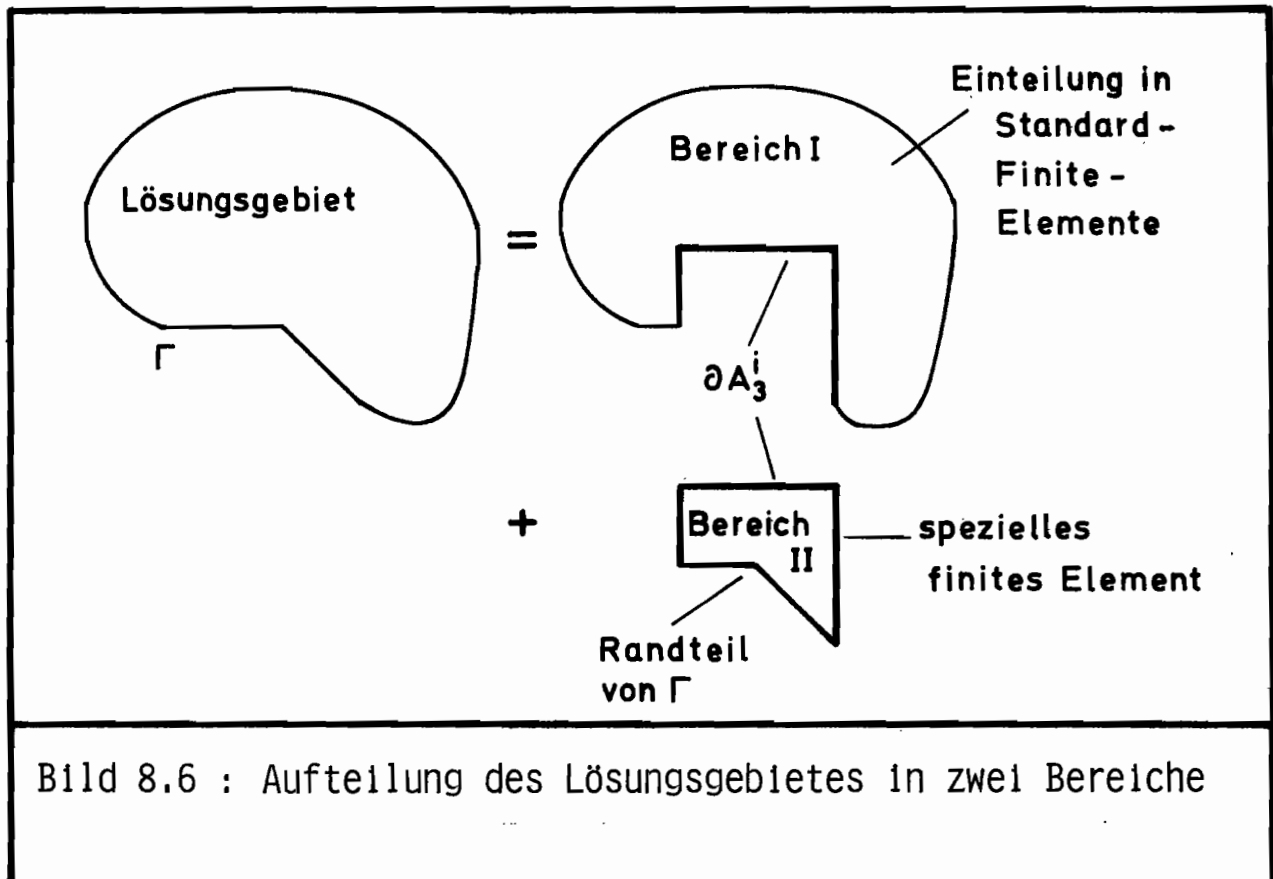 Einteilung in
Standard-
Finite-
Elemente
Bereich I
Lösungsgebiet
=
Γ
∂A₃ⁱ
+
Bereich
II
spezielles
finites Element
Randteil
von Γ
Bild 8.6 : Aufteilung des Lösungsgebietes in zwei Bereiche